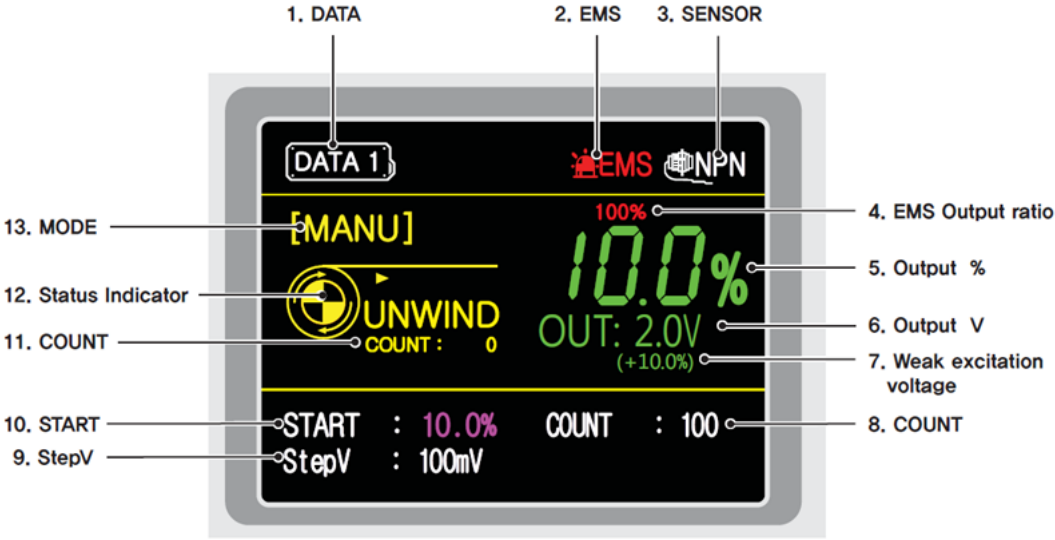 1. DATA
2. EMS
3. SENSOR
DATA 1
EMS
NPN
13. MODE
[MANU]
100%
4. EMS Output ratio
10.0%
5. Output %
12. Status Indicator
UNWIND
OUT: 2.0V
6. Output V
11. COUNT
COUNT : 0
(+10.0%)
7. Weak excitation
voltage
10. START
START : 10.0%
COUNT : 100
8. COUNT
9. StepV
StepV : 100mV